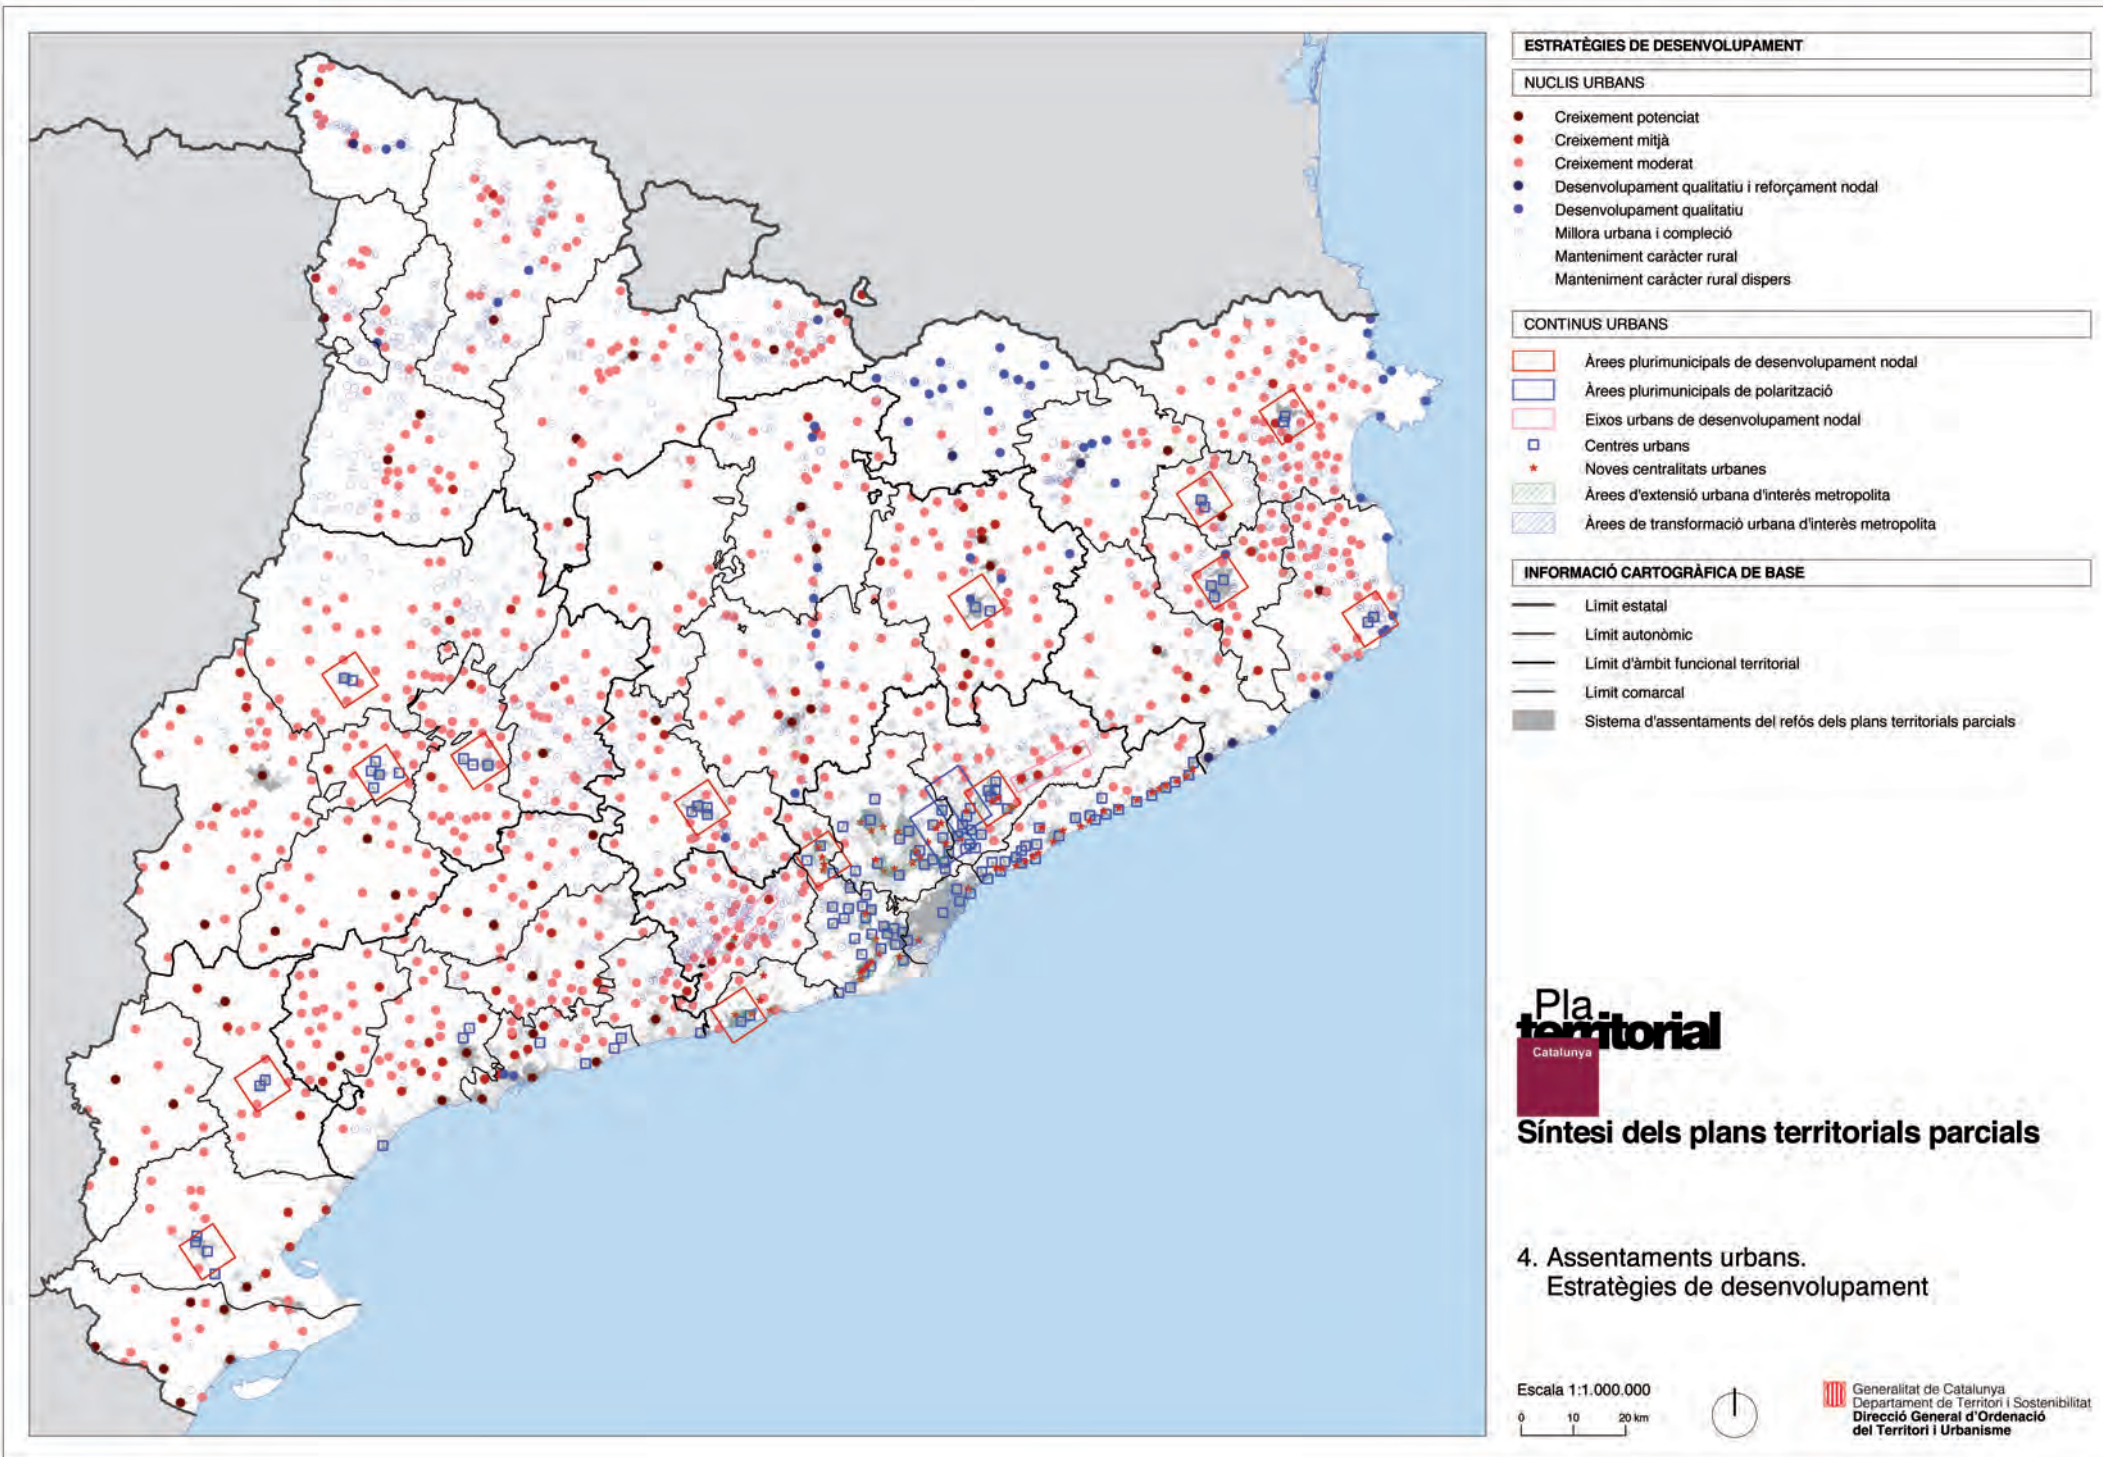 ESTRATÈGIES DE DESENVOLUPAMENT
NUCLIS URBANS
Creixement potenciat
Creixement mitjà
Creixement moderat
Desenvolupament qualitatiu i reforçament nodal
Desenvolupament qualitatiu
Millora urbana i compleció
Manteniment caràcter rural
Manteniment caràcter rural dispers
CONTINUS URBANS
Àrees plurimunicipals de desenvolupament nodal
Àrees plurimunicipals de polarització
Eixos urbans de desenvolupament nodal
Centres urbans
Noves centralitats urbanes
Àrees d'extensió urbana d'interès metropolita
Àrees de transformació urbana d'interès metropolita
INFORMACIÓ CARTOGRÀFICA DE BASE
Límit estatal
Límit autonòmic
Límit d'àmbit funcional territorial
Límit comarcal
Sistema d'assentaments del refós dels plans territorials parcials
Pla
territorial
Catalunya
Síntesi dels plans territorials parcials
4. Assentaments urbans.
Estratègies de desenvolupament
Escala 1:1.000.000
0 10 20 km
Generalitat de Catalunya
Departament de Territori i Sostenibilitat
Direcció General d'Ordenació
del Territori i Urbanisme